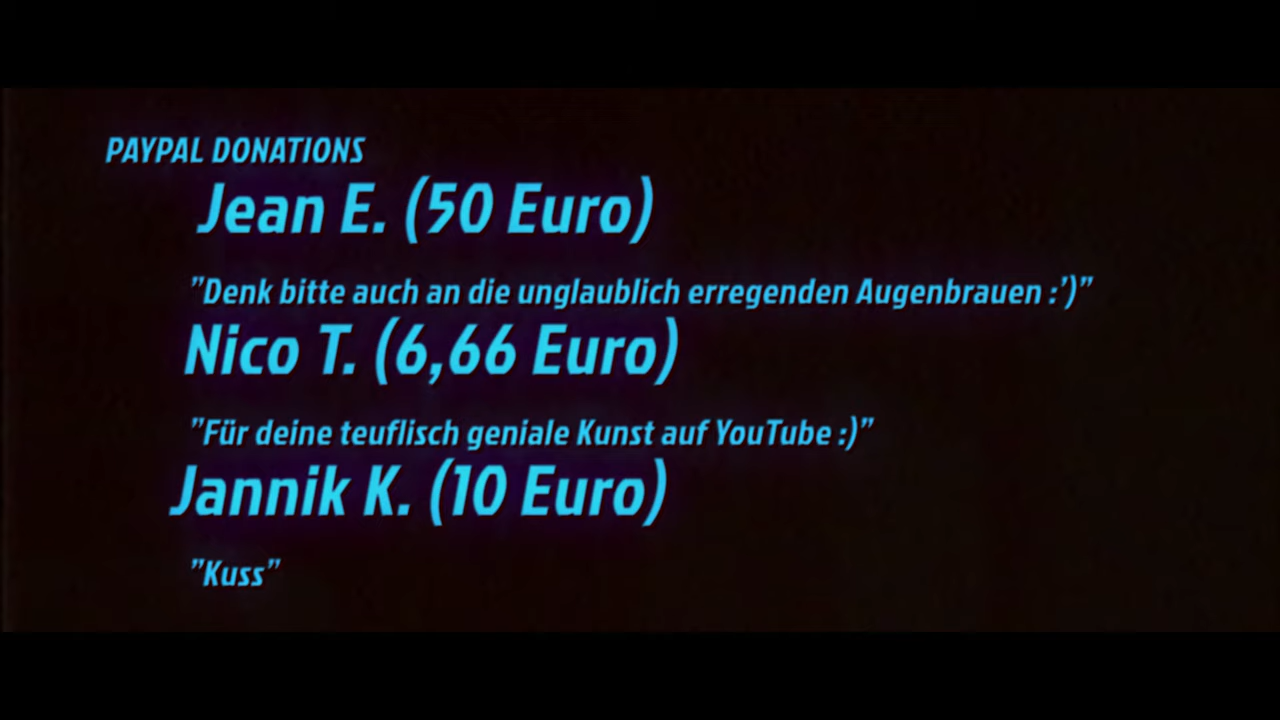 PAYPAL DONATIONS
Jean E. (50 Euro)
"Denk bitte auch an die unglaublich erregenden Augenbrauen :')"
Nico T. (6,66 Euro)
"Für deine teuflisch geniale Kunst auf YouTube :)"
Jannik K. (10 Euro)
"Kuss"